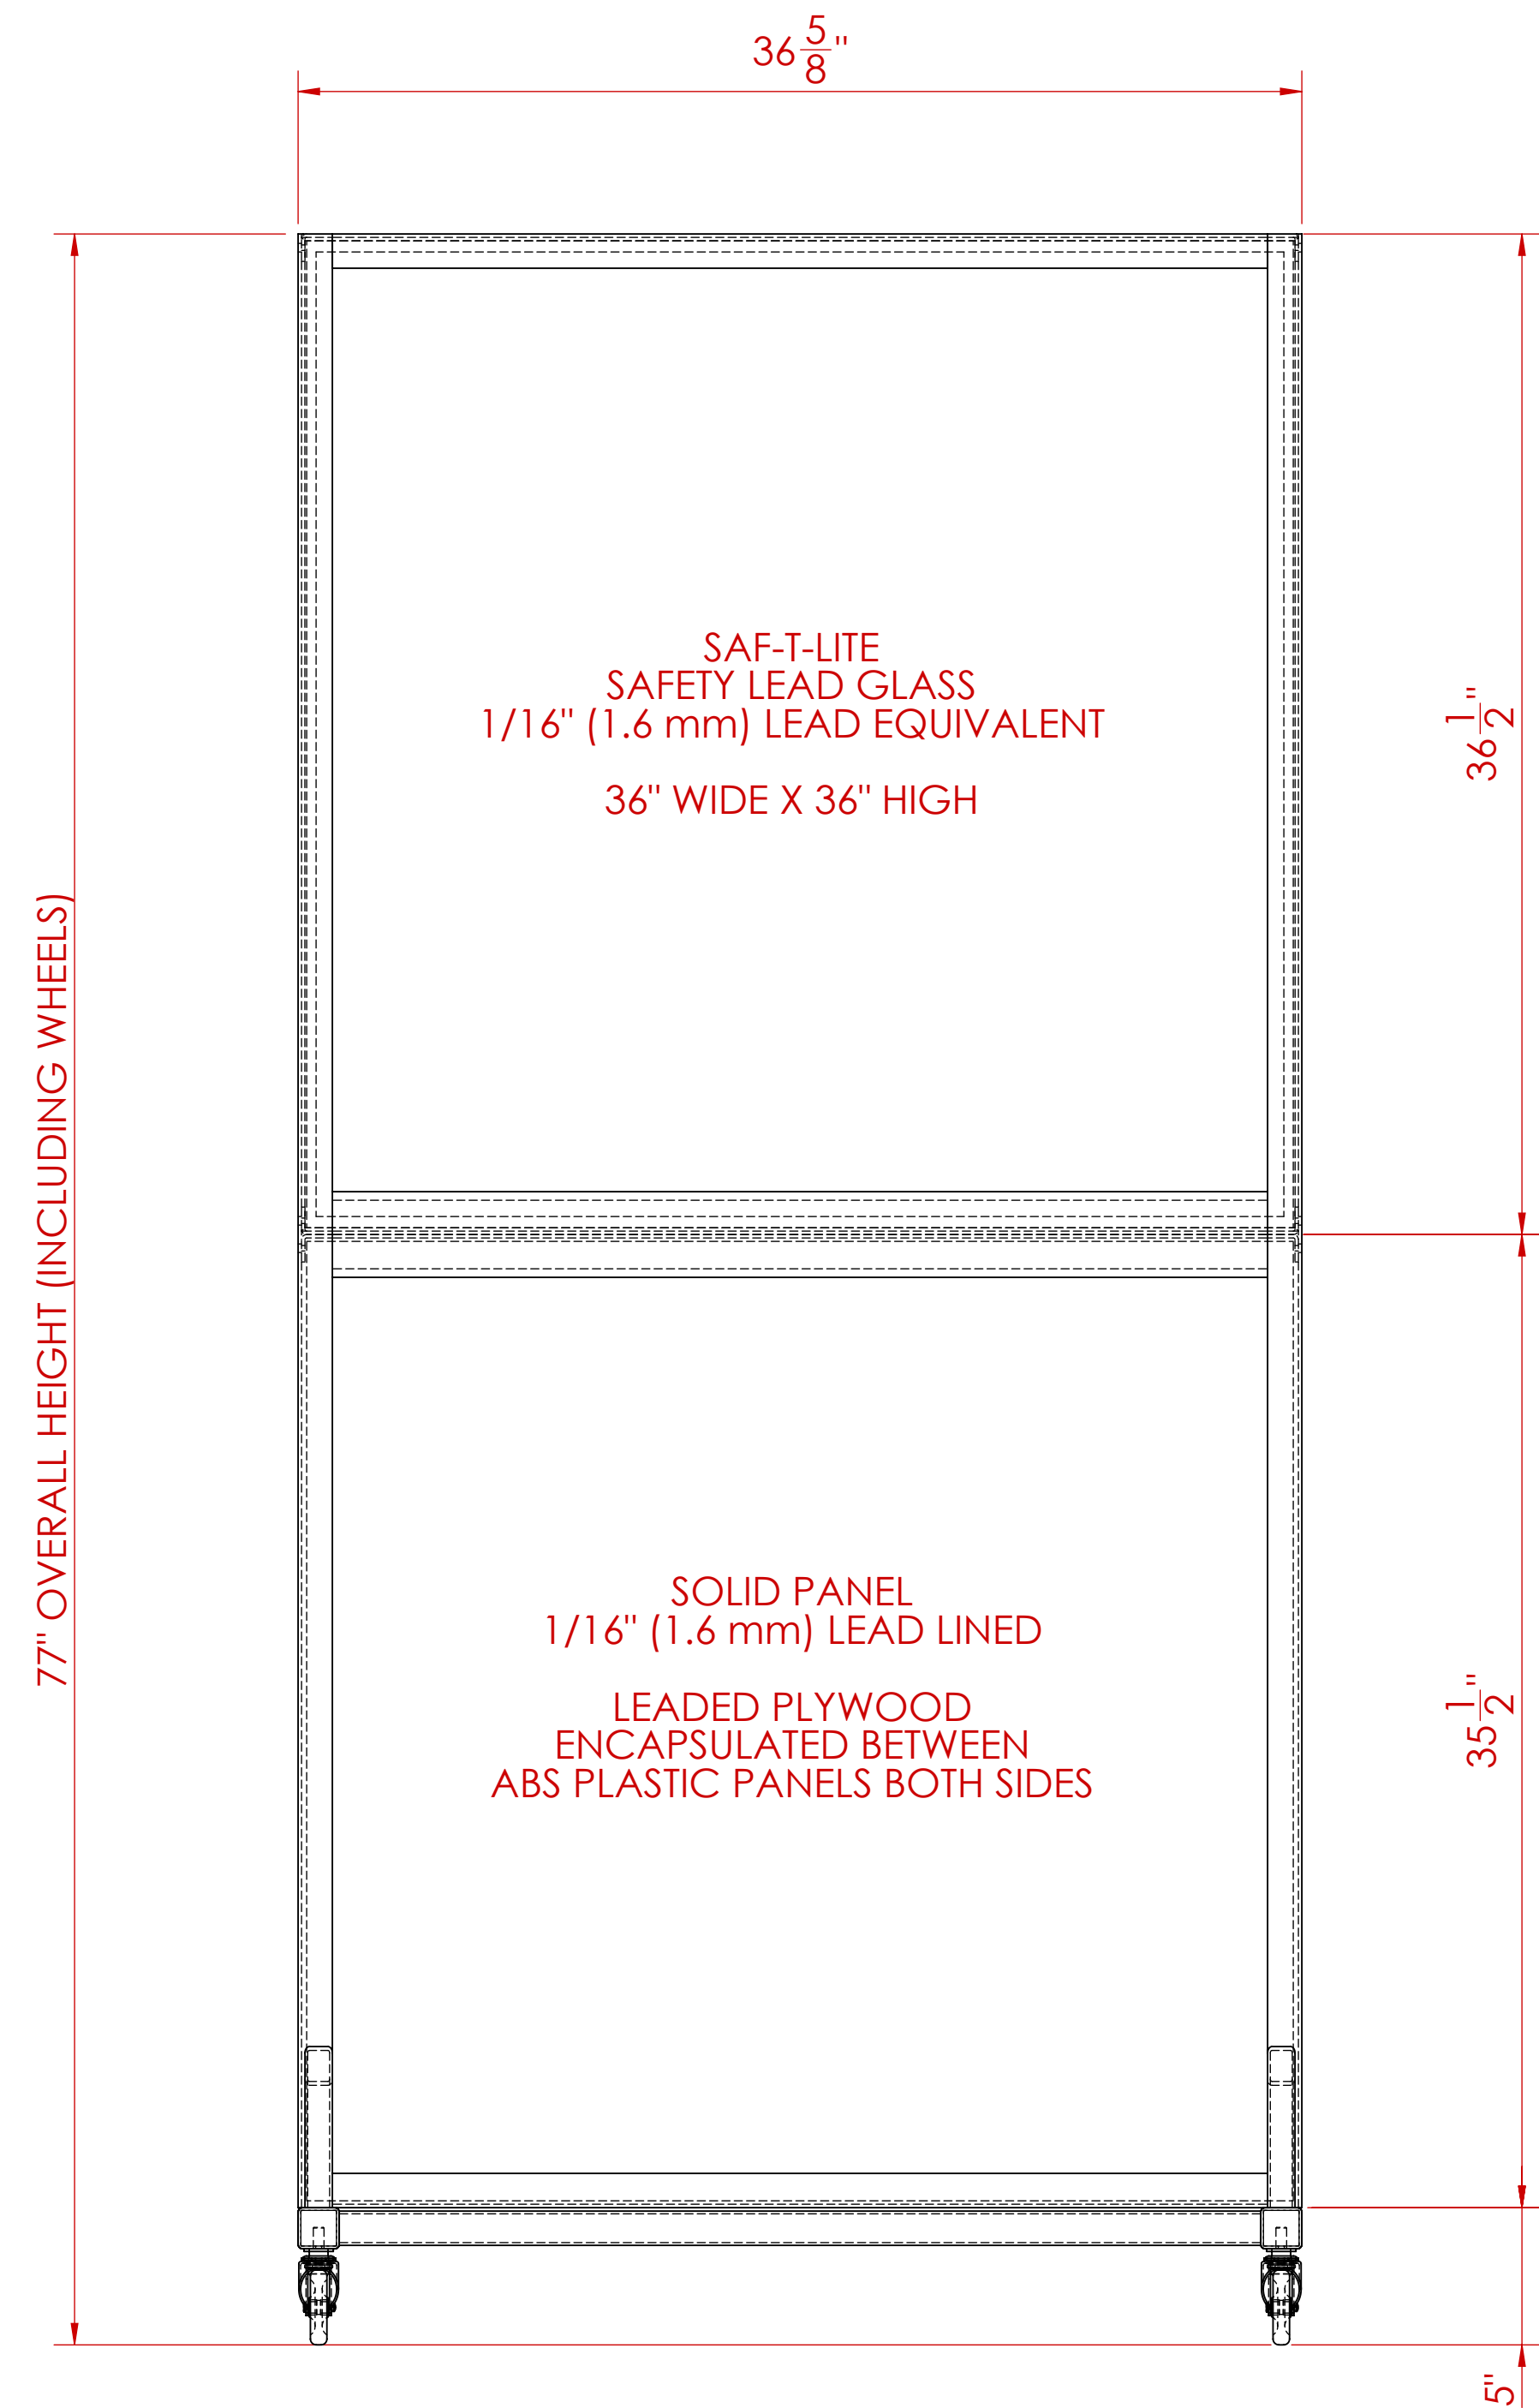 36 5/8"
SAF-T-LITE
SAFETY LEAD GLASS
1/16" (1.6 mm) LEAD EQUIVALENT
36" WIDE X 36" HIGH
36 1/2"
77" OVERALL HEIGHT (INCLUDING WHEELS)
SOLID PANEL
1/16" (1.6 mm) LEAD LINED
LEADED PLYWOOD
ENCAPSULATED BETWEEN
ABS PLASTIC PANELS BOTH SIDES
35 1/2"
5"